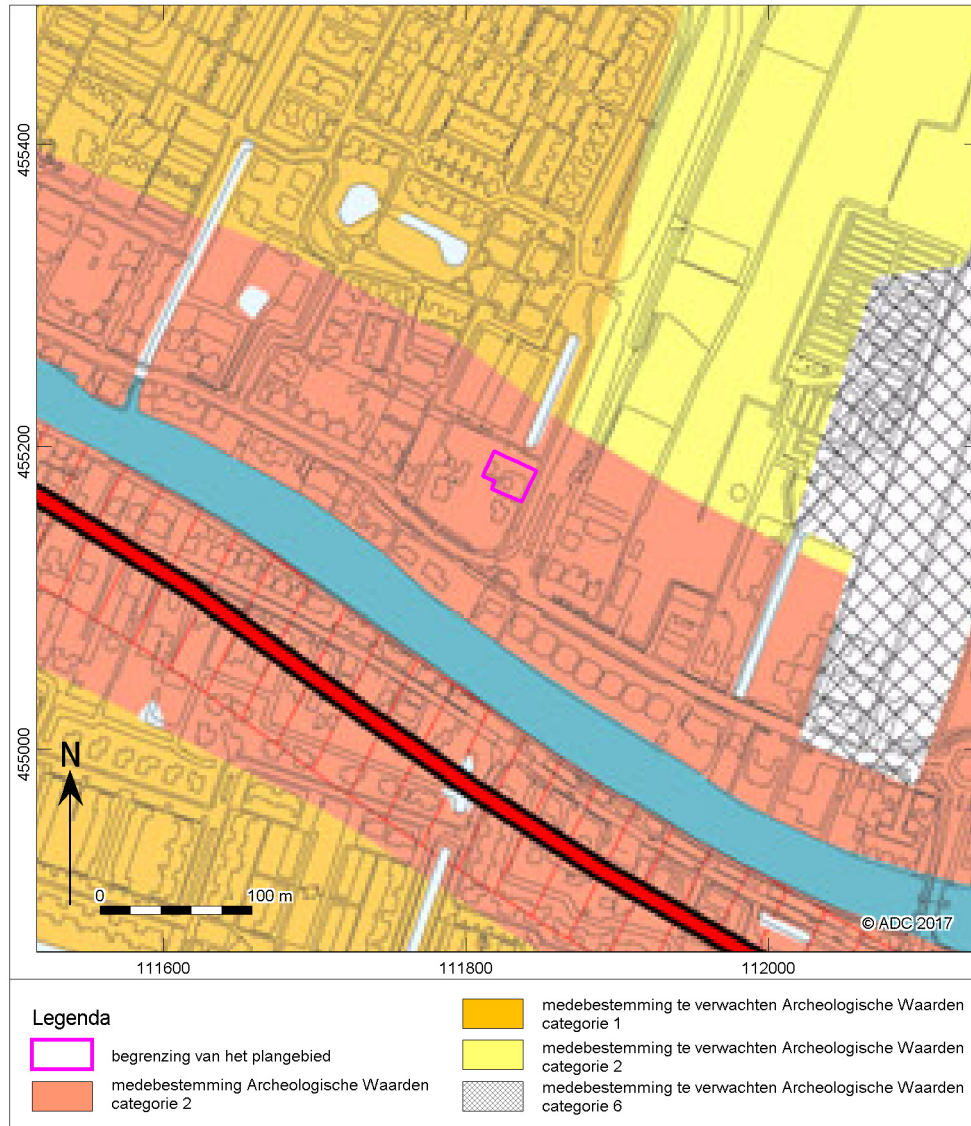 455400
455200
455000
N
0 100 m
© ADC 2017
111600 111800 112000
Legenda
begrenzing van het plangebied
medebestemming Archeologische Waarden
categorie 2
medebestemming te verwachten Archeologische Waarden
categorie 1
medebestemming te verwachten Archeologische Waarden
categorie 2
medebestemming te verwachten Archeologische Waarden
categorie 6